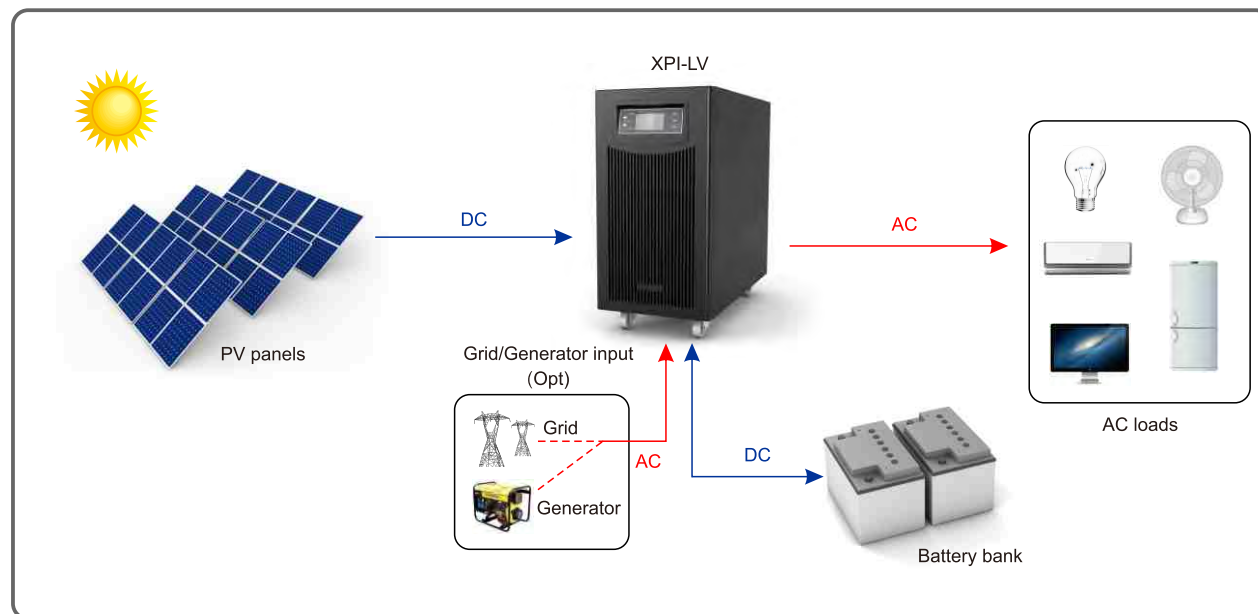 XPI-LV
DC
AC
PV panels
Grid/Generator input
(Opt)
Grid
AC
Generator
DC
Battery bank
AC loads